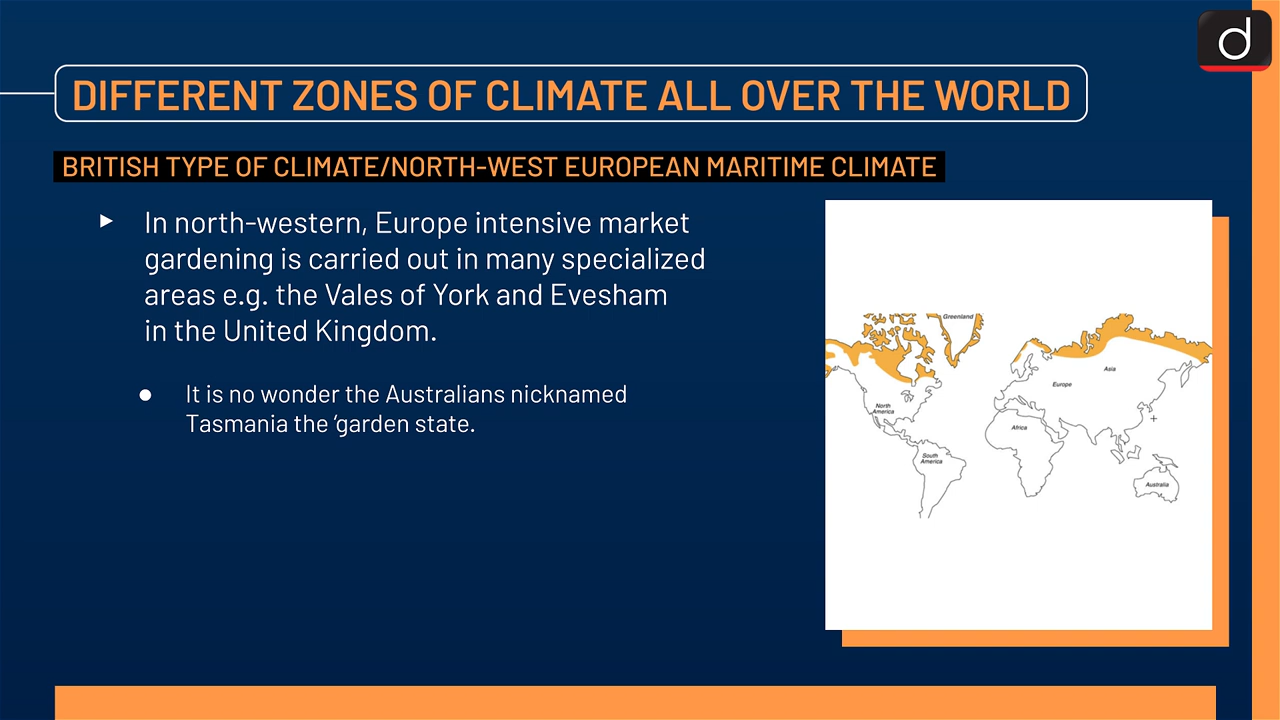 d
DIFFERENT ZONES OF CLIMATE ALL OVER THE WORLD
BRITISH TYPE OF CLIMATE/NORTH-WEST EUROPEAN MARITIME CLIMATE
In north-western, Europe intensive market
gardening is carried out in many specialized
areas e.g. the Vales of York and Evesham
in the United Kingdom.
It is no wonder the Australians nicknamed
Tasmania the ‘garden state.
Greenland
Asia
Europe
North
America
Africa
South
America
Australia